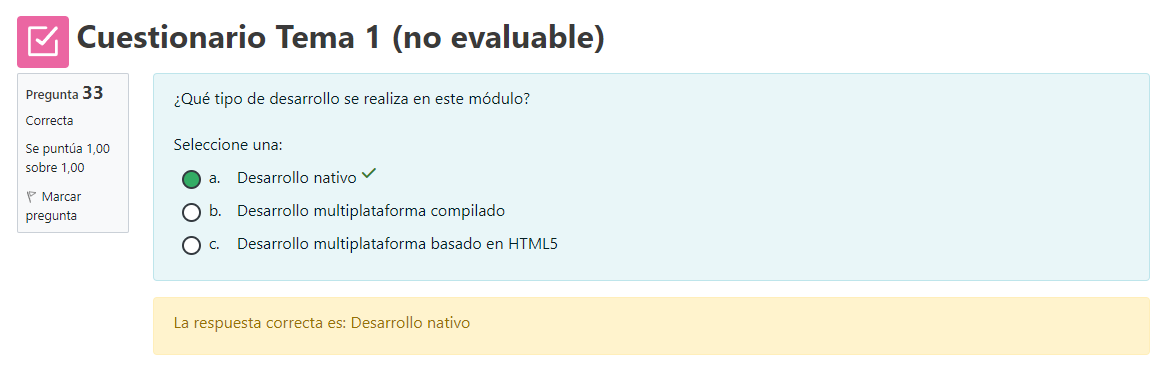 Cuestionario Tema 1 (no evaluable)
Pregunta 33
Correcta
Se puntúa 1,00
sobre 1,00
Marcar
pregunta
¿Qué tipo de desarrollo se realiza en este módulo?
Seleccione una:
a. Desarrollo nativo
b. Desarrollo multiplataforma compilado
c. Desarrollo multiplataforma basado en HTML5
La respuesta correcta es: Desarrollo nativo